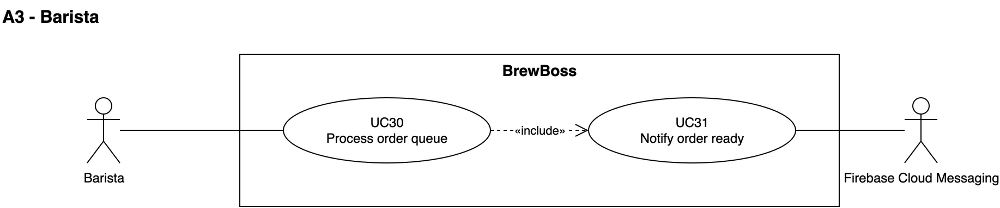 A3 - Barista
BrewBoss
UC30
Process order queue
«include»
UC31
Notify order ready
Barista
Firebase Cloud Messaging